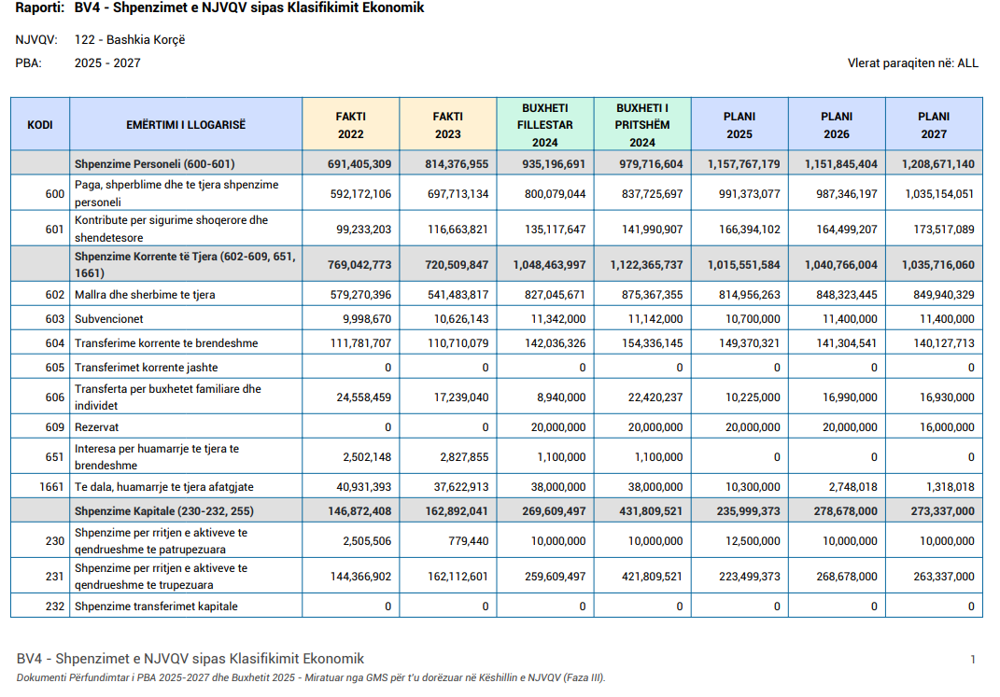 Raporti: BV4 - Shpenzimet e NJVQV sipas Klasifikimit Ekonomik
NJVQV: 122 - Bashkia Korçë
PBA: 2025 - 2027
Vlerat paraqiten në: ALL
KODI EMËRTIMI I LLOGARISË FAKTI 2022 FAKTI 2023 BUXHETI FILLESTAR 2024 BUXHETI I PRITSHËM 2024 PLANI 2025 PLANI 2026 PLANI 2027
Shpenzime Personeli (600-601) 691,405,309 814,376,955 935,196,691 979,716,604 1,157,767,179 1,151,845,404 1,208,671,140
600 Paga, shperblime dhe te tjera shpenzime personeli 592,172,106 697,713,134 800,079,044 837,725,697 991,373,077 987,346,197 1,035,154,051
601 Kontribute per sigurime shoqerore dhe shendetesore 99,233,203 116,663,821 135,117,647 141,990,907 166,394,102 164,499,207 173,517,089
Shpenzime Korrente të Tjera (602-609, 651, 1661) 769,042,773 720,509,847 1,048,463,997 1,122,365,737 1,015,551,584 1,040,766,004 1,035,716,060
602 Mallra dhe sherbime te tjera 579,270,396 541,483,817 827,045,671 875,367,355 814,956,263 848,323,445 849,940,329
603 Subvencionet 9,998,670 10,626,143 11,342,000 11,142,000 10,700,000 11,400,000 11,400,000
604 Transferime korrente te brendeshme 111,781,707 110,710,079 142,036,326 154,336,145 149,370,321 141,304,541 140,127,713
605 Transferimet korrente jashte 0 0 0 0 0 0 0
606 Transferta per buxhetet familiare dhe individet 24,558,459 17,239,040 8,940,000 22,420,237 10,225,000 16,990,000 16,930,000
609 Rezervat 0 0 20,000,000 20,000,000 20,000,000 20,000,000 16,000,000
651 Interesa per huamarrje te tjera te brendeshme 2,502,148 2,827,855 1,100,000 1,100,000 0 0 0
1661 Te dala, huamarrje te tjera afatgjate 40,931,393 37,622,913 38,000,000 38,000,000 10,300,000 2,748,018 1,318,018
Shpenzime Kapitale (230-232, 255) 146,872,408 162,892,041 269,609,497 431,809,521 235,999,373 278,678,000 273,337,000
230 Shpenzime per rritjen e aktiveve te qendrueshme te patrupezuara 2,505,506 779,440 10,000,000 10,000,000 12,500,000 10,000,000 10,000,000
231 Shpenzime per rritjen e aktiveve te qendrueshme te trupezuara 144,366,902 162,112,601 259,609,497 421,809,521 223,499,373 268,678,000 263,337,000
232 Shpenzime transferimet kapitale 0 0 0 0 0 0 0
BV4 - Shpenzimet e NJVQV sipas Klasifikimit Ekonomik 1
Dokumenti Përfundimtar i PBA 2025-2027 dhe Buxhetit 2025 - Miratuar nga GMS për t'u dorëzuar në Këshillin e NJVQV (Faza III).